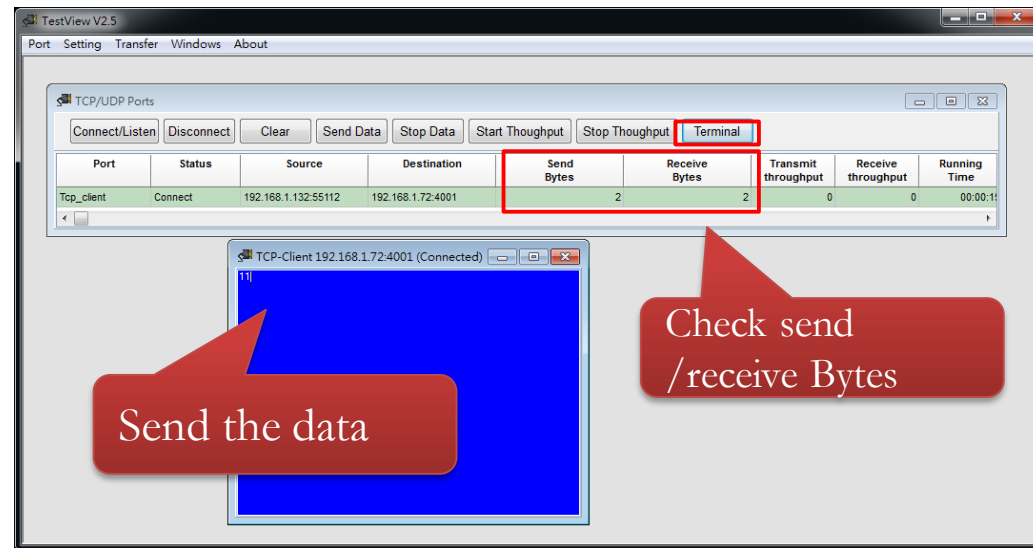 TestView V2.5
Port Setting Transfer Windows About
TCP/UDP Ports
Connect/Listen Disconnect Clear Send Data Stop Data Start Thoughput Stop Thoughput Terminal
Port Status Source Destination Send Bytes Receive Bytes Transmit throughput Receive throughput Running Time
Tcp_client Connect 192.168.1.132:55112 192.168.1.72:4001 2 2 0 0 00:00:1
TCP-Client 192.168.1.72:4001 (Connected)
11
Check send
/receive Bytes
Send the data